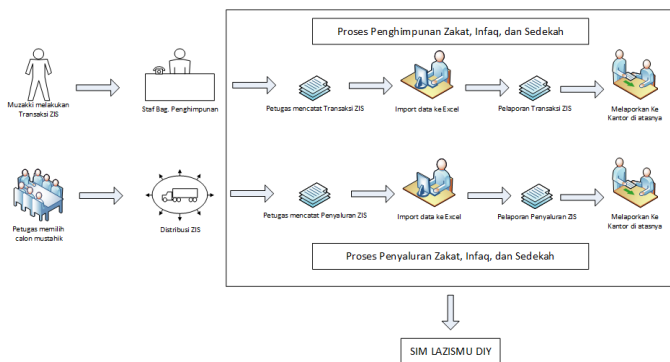 Proses Penghimpunan Zakat, Infaq, dan Sedekah
Muzakki melakukan
Transaksi ZIS
Staf Bag. Penghimpunan
Petugas mencatat Transaksi ZIS
Import data ke Excel
Pelaporan Transaksi ZIS
Melaporkan Ke
Kantor di atasnya
Petugas memilih
calon mustahik
Distribusi ZIS
Petugas mencatat Penyaluran ZIS
Import data ke Excel
Pelaporan Penyaluran ZIS
Melaporkan Ke
Kantor di atasnya
Proses Penyaluran Zakat, Infaq, dan Sedekah
SIM LAZISMU DIY